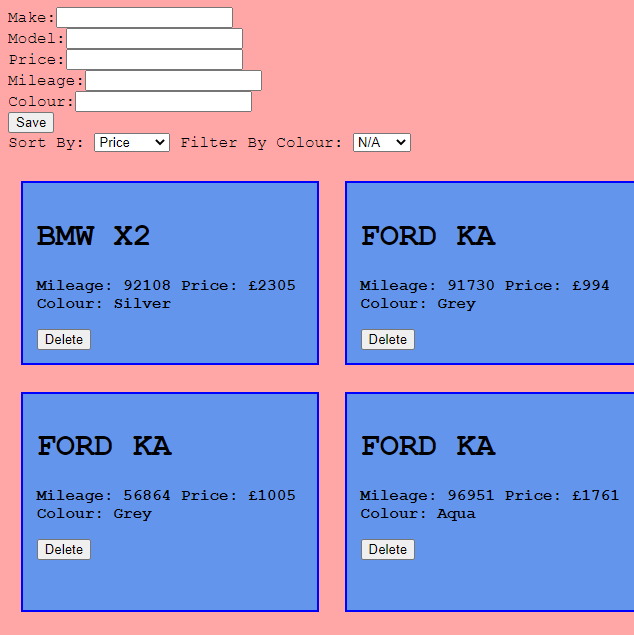 Make:
Model:
Price:
Mileage:
Colour:
Save
Sort By: Price Filter By Colour: N/A
BMW X2
Mileage: 92108 Price: £2305
Colour: Silver
Delete
FORD KA
Mileage: 91730 Price: £994
Colour: Grey
Delete
FORD KA
Mileage: 56864 Price: £1005
Colour: Grey
Delete
FORD KA
Mileage: 96951 Price: £1761
Colour: Aqua
Delete